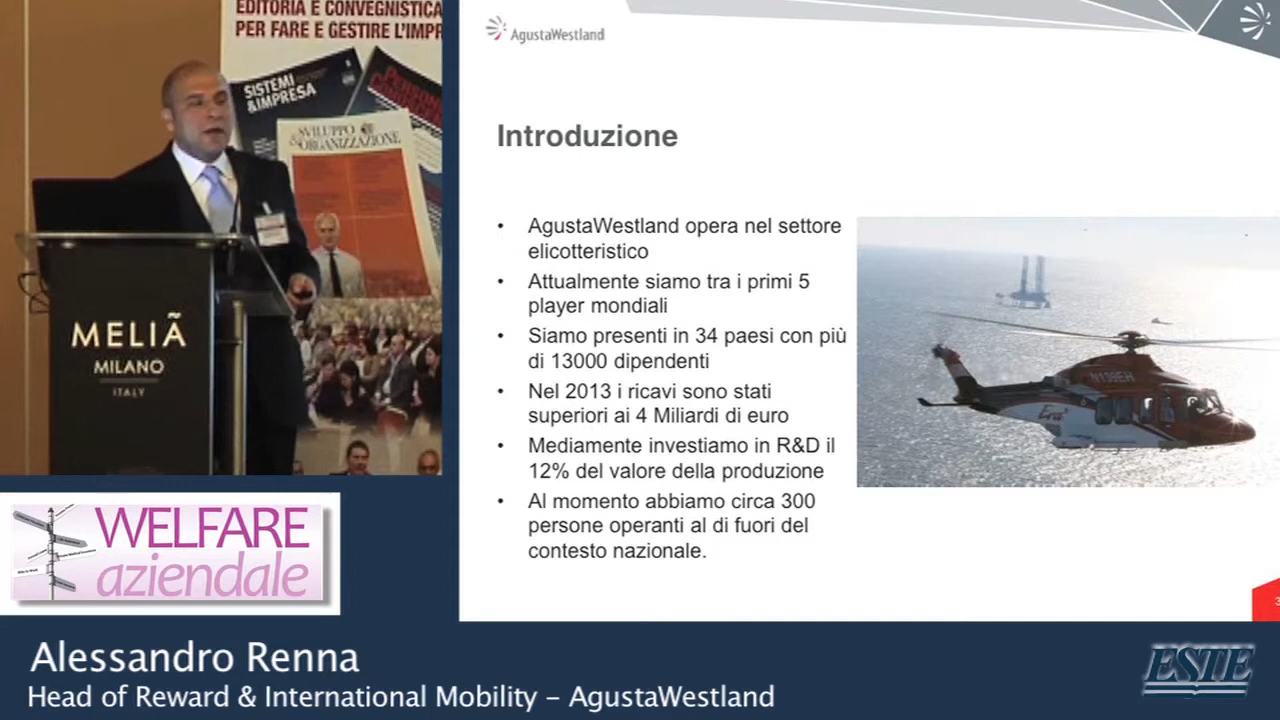 EDITORIA E CONVEGNISTICA
PER FARE E GESTIRE L'IMPR
SISTEMI
&IMPRESA
SVILUPPO
&ORGANIZZAZIONE
MELIÃ
MILANO
ITALY
AgustaWestland
Introduzione
• AgustaWestland opera nel settore
elicotteristico
• Attualmente siamo tra i primi 5
player mondiali
• Siamo presenti in 34 paesi con più
di 13000 dipendenti
• Nel 2013 i ricavi sono stati
superiori ai 4 Miliardi di euro
• Mediamente investiamo in R&D il
12% del valore della produzione
• Al momento abbiamo circa 300
persone operanti al di fuori del
contesto nazionale.
N139EH
Era
3
WELFARE
aziendale
Alessandro Renna
Head of Reward & International Mobility – AgustaWestland
ESTE